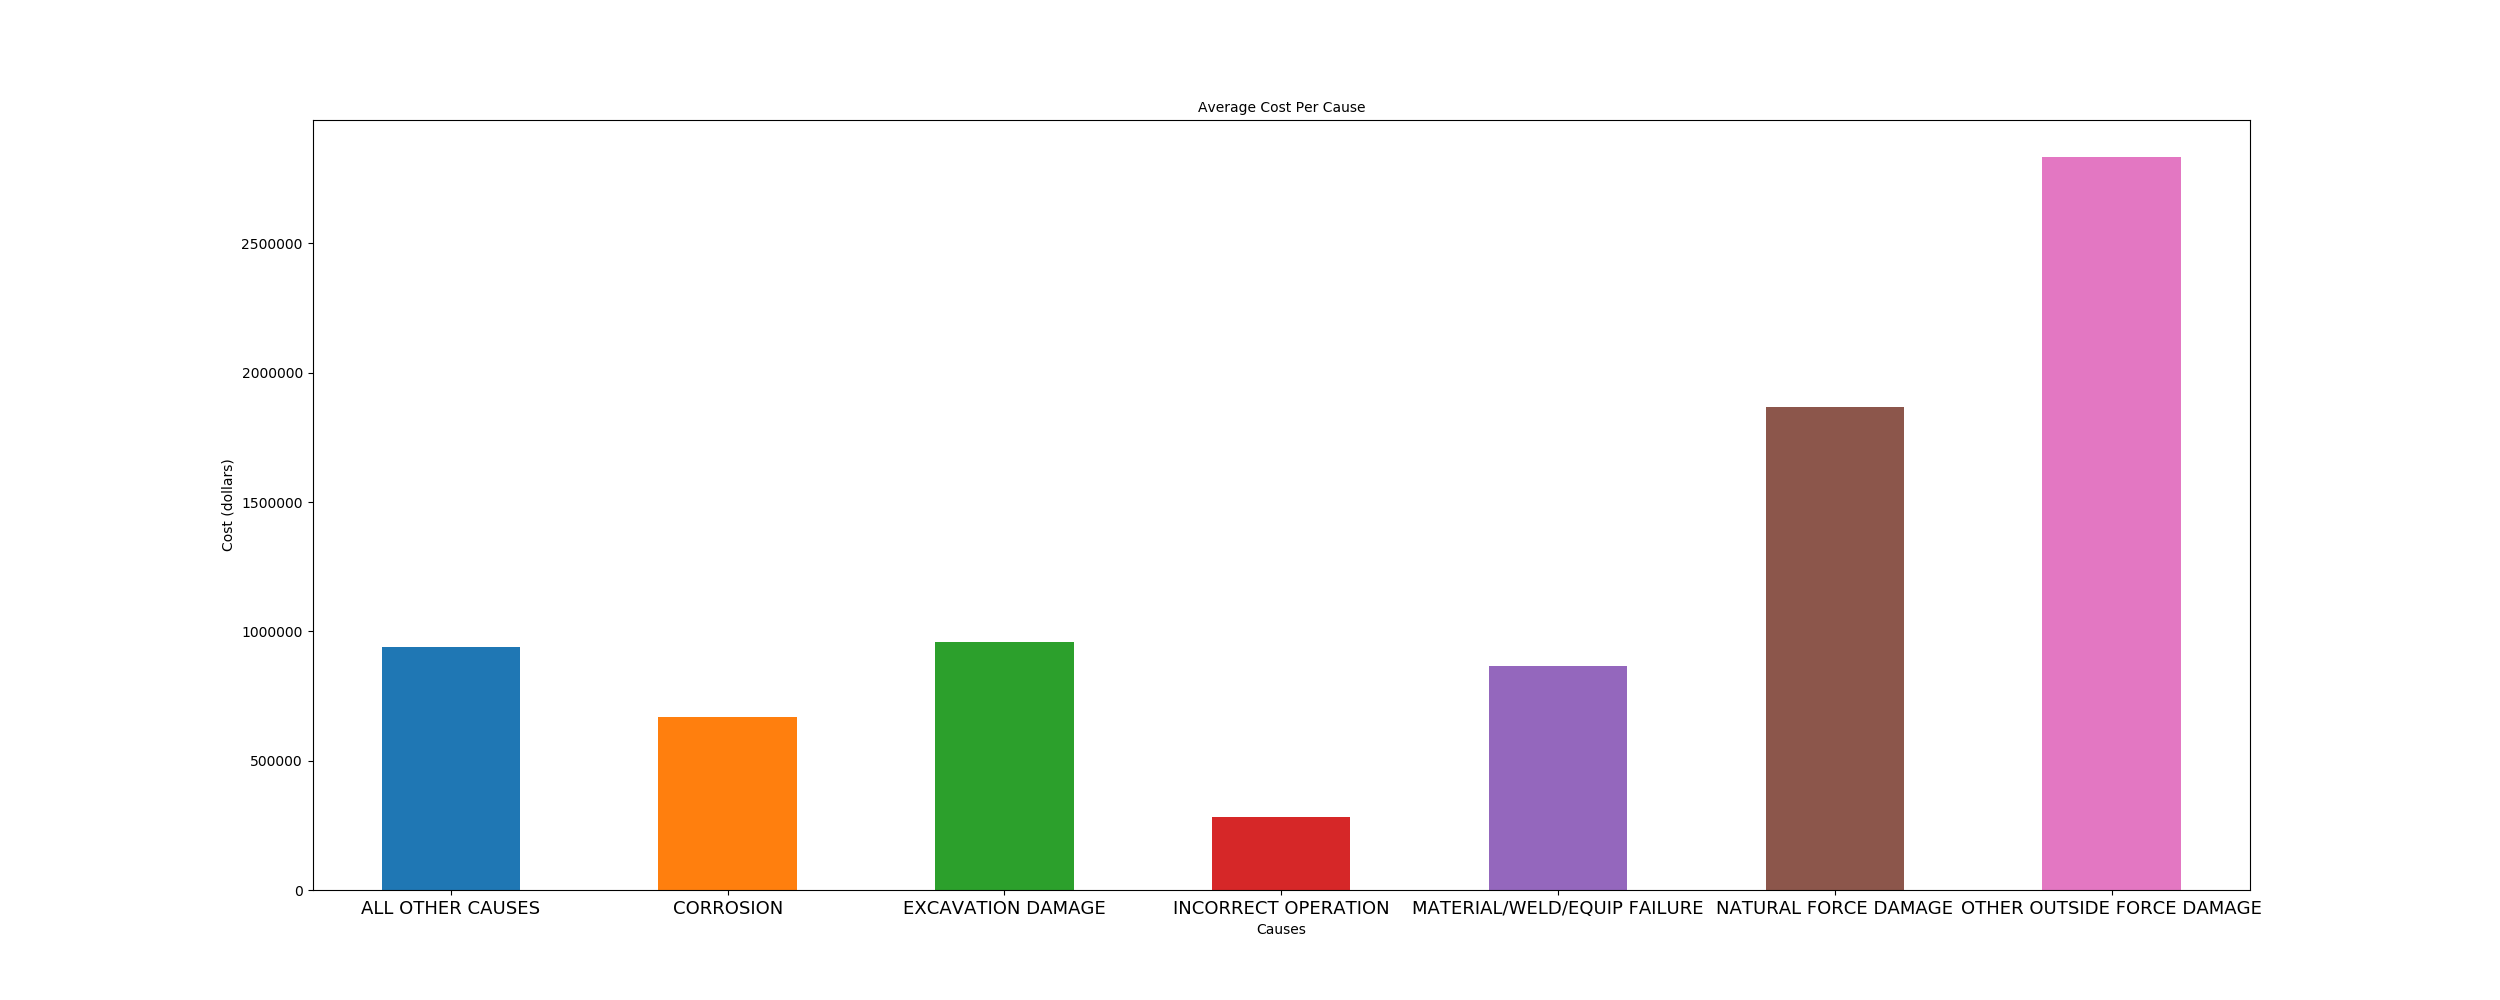 Average Cost Per Cause
2500000
2000000
1500000
1000000
500000
0
Cost (dollars)
ALL OTHER CAUSES CORROSION EXCAVATION DAMAGE INCORRECT OPERATION MATERIAL/WELD/EQUIP FAILURE NATURAL FORCE DAMAGE OTHER OUTSIDE FORCE DAMAGE
Causes